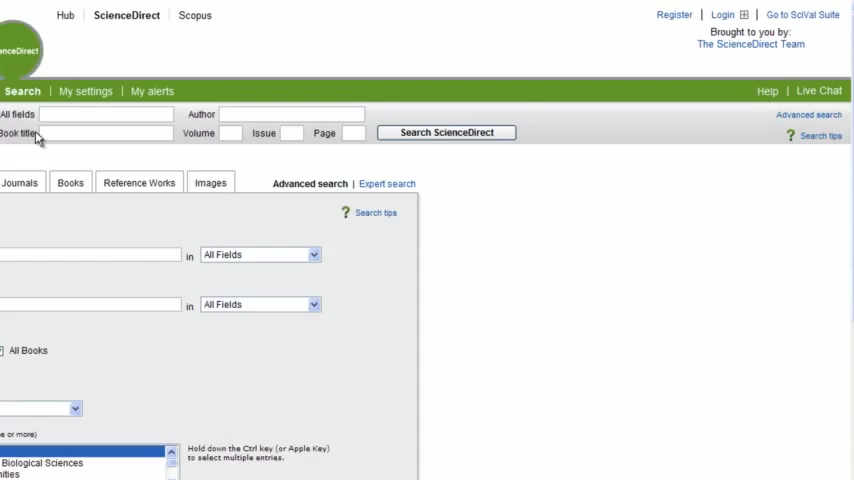 Hub ScienceDirect Scopus
Register Login Go to SciVal Suite
Brought to you by:
The ScienceDirect Team
enceDirect
Search My settings My alerts Help Live Chat
All fields Author Advanced search
Book title Volume Issue Page Search ScienceDirect ? Search tips
Journals Books Reference Works Images Advanced search | Expert search
? Search tips
in All Fields
in All Fields
All Books
e or more)
Hold down the Ctrl key (or Apple Key)
to select multiple entries.
Biological Sciences
nities